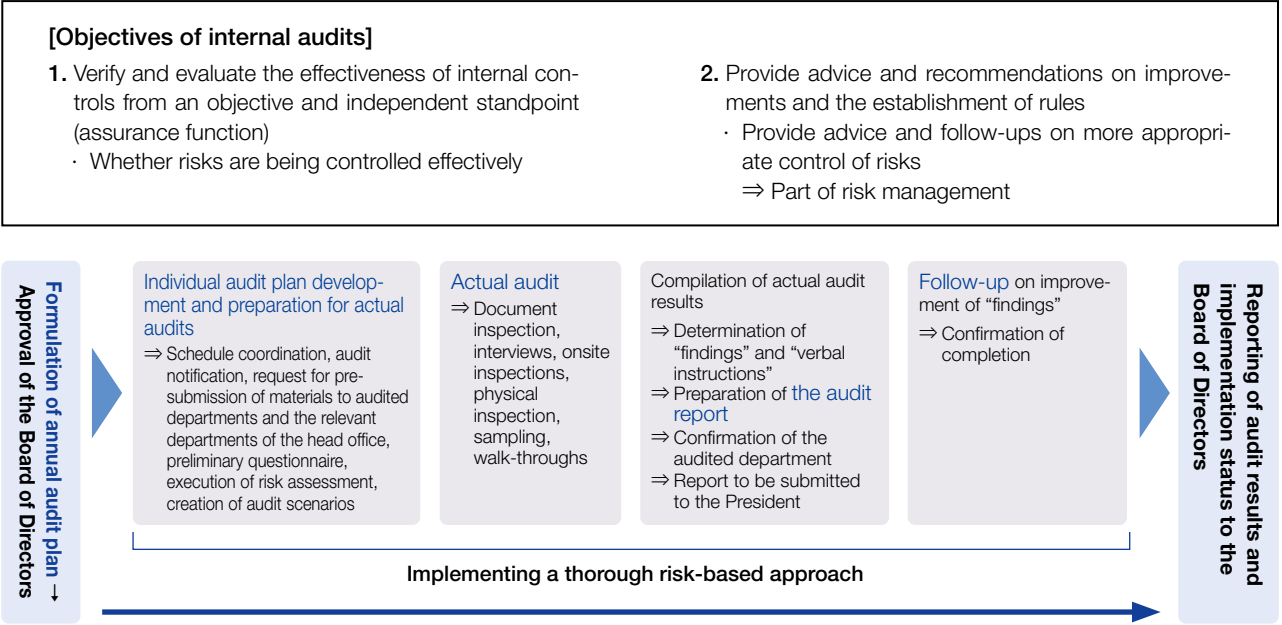 [Objectives of internal audits]
1. Verify and evaluate the effectiveness of internal con-
trols from an objective and independent standpoint
(assurance function)
· Whether risks are being controlled effectively
2. Provide advice and recommendations on improve-
ments and the establishment of rules
· Provide advice and follow-ups on more appropri-
ate control of risks
⇒ Part of risk management
Formulation of annual audit plan →
Approval of the Board of Directors
Individual audit plan develop-
ment and preparation for actual
audits
⇒ Schedule coordination, audit
notification, request for pre-
submission of materials to audited
departments and the relevant
departments of the head office,
preliminary questionnaire,
execution of risk assessment,
creation of audit scenarios
Actual audit
⇒ Document
inspection,
interviews, onsite
inspections,
physical
inspection,
sampling,
walk-throughs
Compilation of actual audit
results
⇒ Determination of
“findings” and “verbal
instructions”
⇒ Preparation of the audit
report
⇒ Confirmation of the
audited department
⇒ Report to be submitted
to the President
Follow-up on improve-
ment of “findings”
⇒ Confirmation of
completion
Reporting of audit results and
implementation status to the
Board of Directors
Implementing a thorough risk-based approach